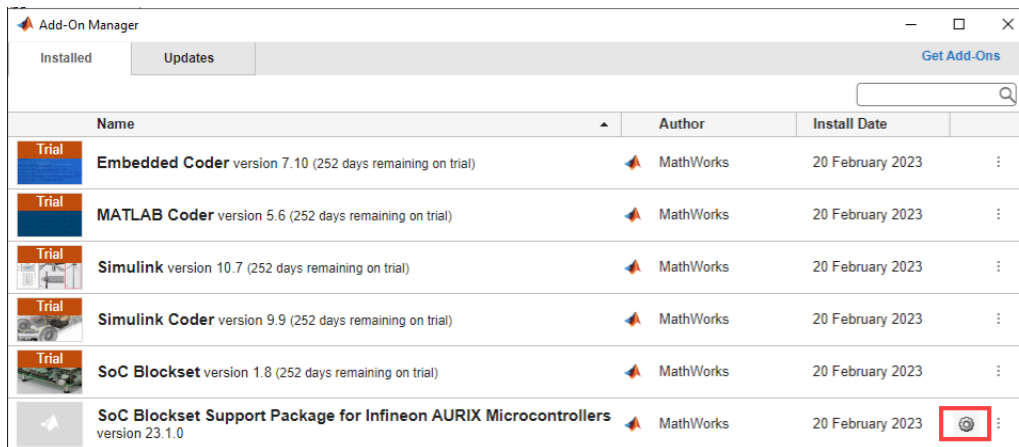 Add-On Manager
Installed Updates Get Add-Ons
Name Author Install Date
Trial
Embedded Coder version 7.10 (252 days remaining on trial) MathWorks 20 February 2023
Trial
MATLAB Coder version 5.6 (252 days remaining on trial) MathWorks 20 February 2023
Trial
Simulink version 10.7 (252 days remaining on trial) MathWorks 20 February 2023
Trial
Simulink Coder version 9.9 (252 days remaining on trial) MathWorks 20 February 2023
Trial
SoC Blockset version 1.8 (252 days remaining on trial) MathWorks 20 February 2023
SoC Blockset Support Package for Infineon AURIX Microcontrollers MathWorks 20 February 2023
version 23.1.0